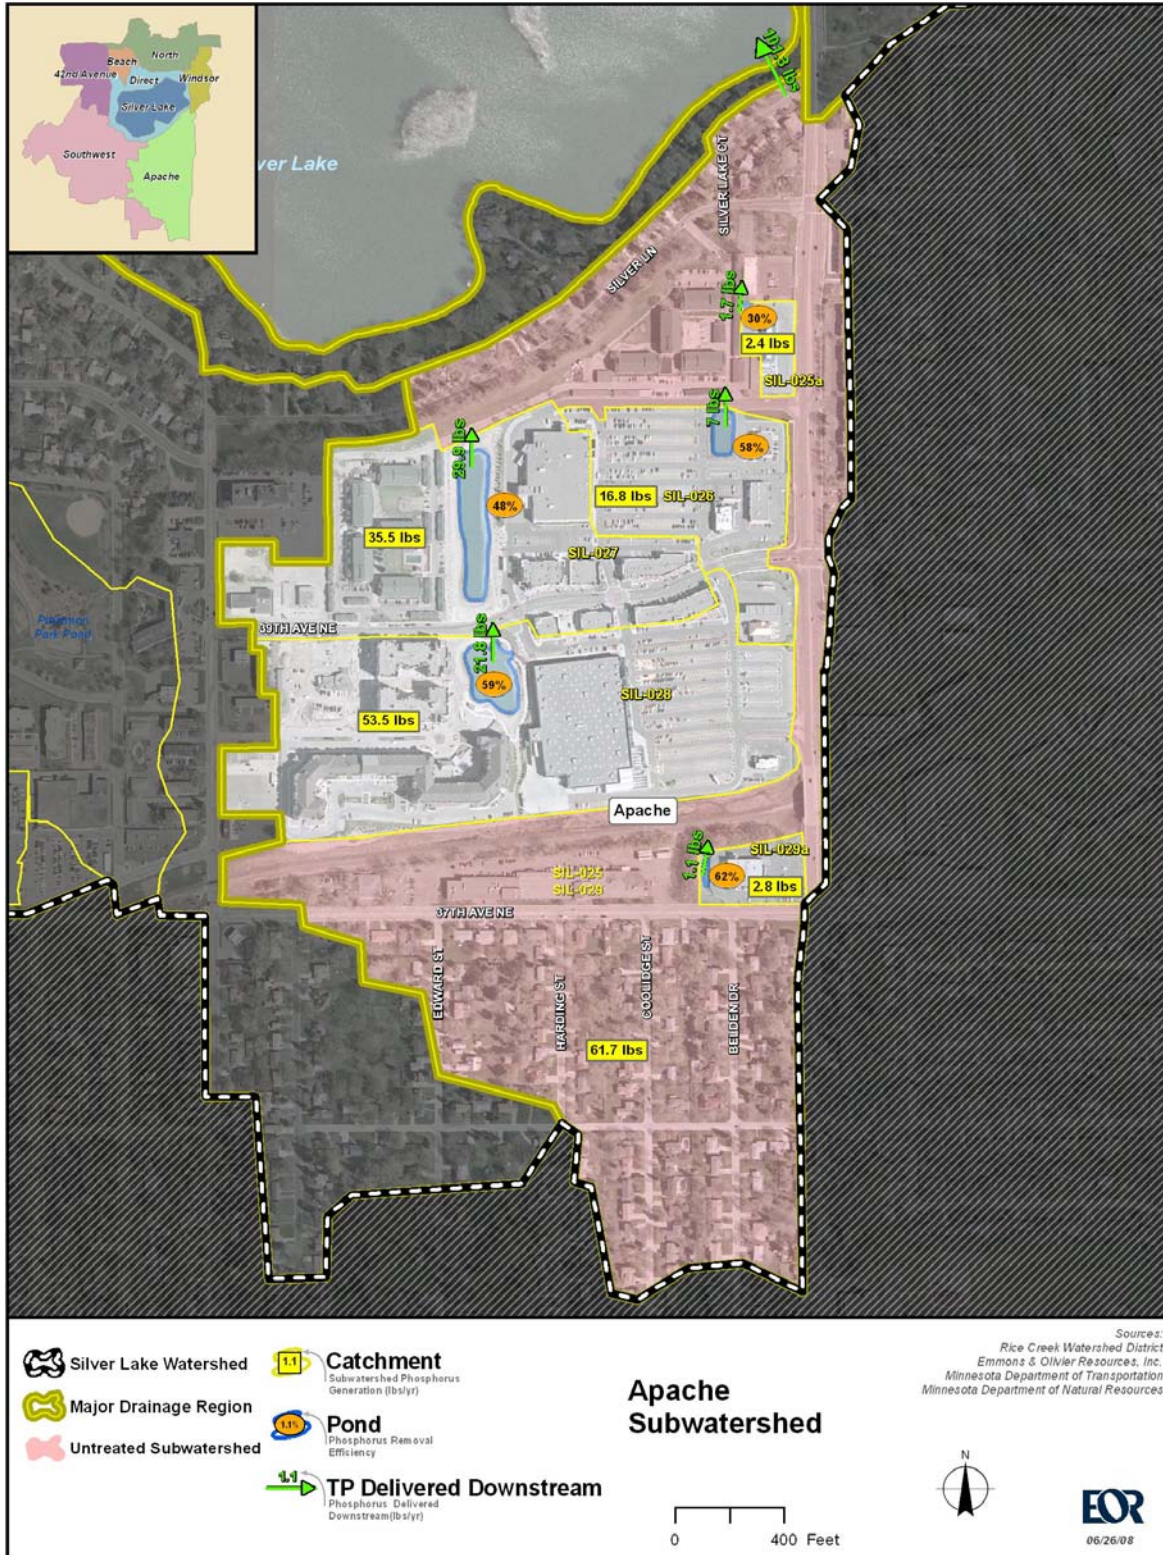 North
Beach
42nd Avenue
Direct
Windsor
Silver Lake
Southwest
Apache
ver Lake
101.8 lbs
SILVER LAKE CT
SILVER LN
1.7 lbs
30%
2.4 lbs
SIL-025a
7 lbs
58%
29.9 lbs
48%
16.8 lbs
SIL-026
35.5 lbs
SIL-027
39TH AVE NE
Park Pond
21.8 lbs
59%
SIL-028
53.5 lbs
Apache
1.1 lbs
SIL-029a
62%
2.8 lbs
SIL-025
SIL-029
37TH AVE NE
EDWARD ST
HARDING ST
COOLIDGE ST
BELDEN DR
61.7 lbs
Silver Lake Watershed
Major Drainage Region
Untreated Subwatershed
1.1
Catchment
Subwatershed Phosphorus
Generation (lbs/yr)
1.1%
Pond
Phosphorus Removal
Efficiency
1.1
TP Delivered Downstream
Phosphorus Delivered
Downstream(lbs/yr)
Apache
Subwatershed
0 400 Feet
Sources:
Rice Creek Watershed District
Emmons & Olivier Resources, Inc.
Minnesota Department of Transportation
Minnesota Department of Natural Resources
N
EOR
06/26/08